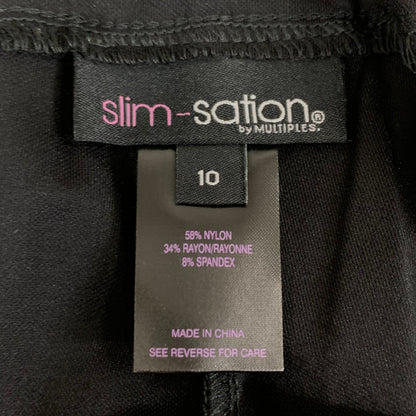 slim-sation®
by MULTIPLES.
10
58% NYLON
34% RAYON/RAYONNE
8% SPANDEX
MADE IN CHINA
SEE REVERSE FOR CARE